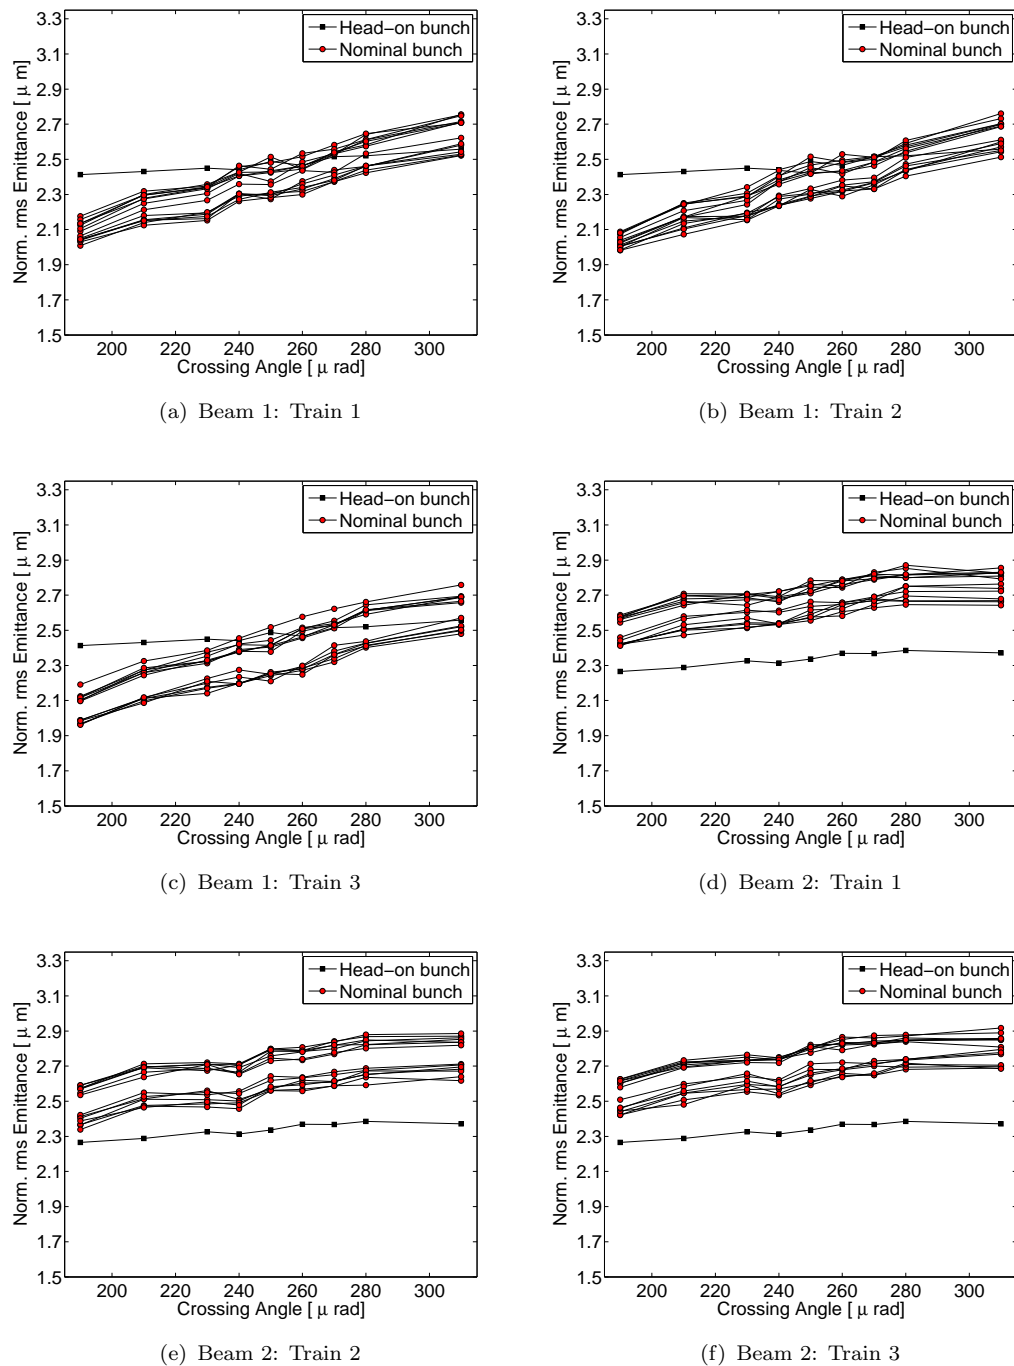 3.3
3.1
2.9
2.7
2.5
2.3
2.1
1.9
1.7
1.5
Norm. rms Emittance [ μ m]
Head−on bunch
Nominal bunch
200 220 240 260 280 300
Crossing Angle [ μ rad]
(a) Beam 1: Train 1
3.3
3.1
2.9
2.7
2.5
2.3
2.1
1.9
1.7
1.5
Norm. rms Emittance [ μ m]
Head−on bunch
Nominal bunch
200 220 240 260 280 300
Crossing Angle [ μ rad]
(b) Beam 1: Train 2
3.3
3.1
2.9
2.7
2.5
2.3
2.1
1.9
1.7
1.5
Norm. rms Emittance [ μ m]
Head−on bunch
Nominal bunch
200 220 240 260 280 300
Crossing Angle [ μ rad]
(c) Beam 1: Train 3
3.3
3.1
2.9
2.7
2.5
2.3
2.1
1.9
1.7
1.5
Norm. rms Emittance [ μ m]
Head−on bunch
Nominal bunch
200 220 240 260 280 300
Crossing Angle [ μ rad]
(d) Beam 2: Train 1
3.3
3.1
2.9
2.7
2.5
2.3
2.1
1.9
1.7
1.5
Norm. rms Emittance [ μ m]
Head−on bunch
Nominal bunch
200 220 240 260 280 300
Crossing Angle [ μ rad]
(e) Beam 2: Train 2
3.3
3.1
2.9
2.7
2.5
2.3
2.1
1.9
1.7
1.5
Norm. rms Emittance [ μ m]
Head−on bunch
Nominal bunch
200 220 240 260 280 300
Crossing Angle [ μ rad]
(f) Beam 2: Train 3